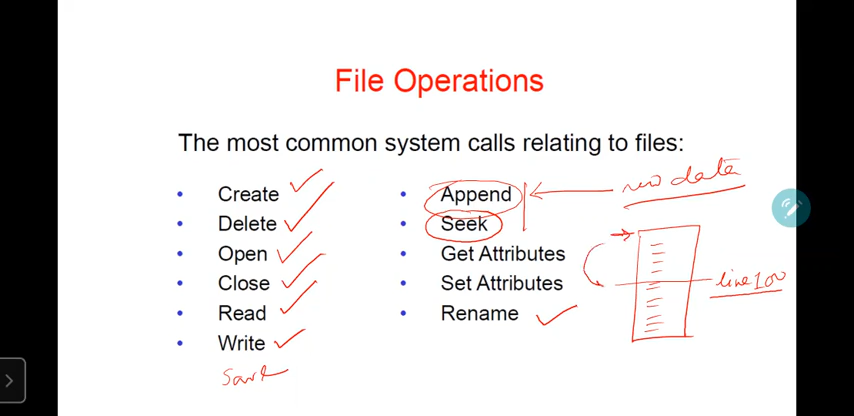 File Operations
The most common system calls relating to files:
• Create
• Delete
• Open
• Close
• Read
• Write
save
• Append
• Seek
• Get Attributes
• Set Attributes
• Rename
new data
line 100